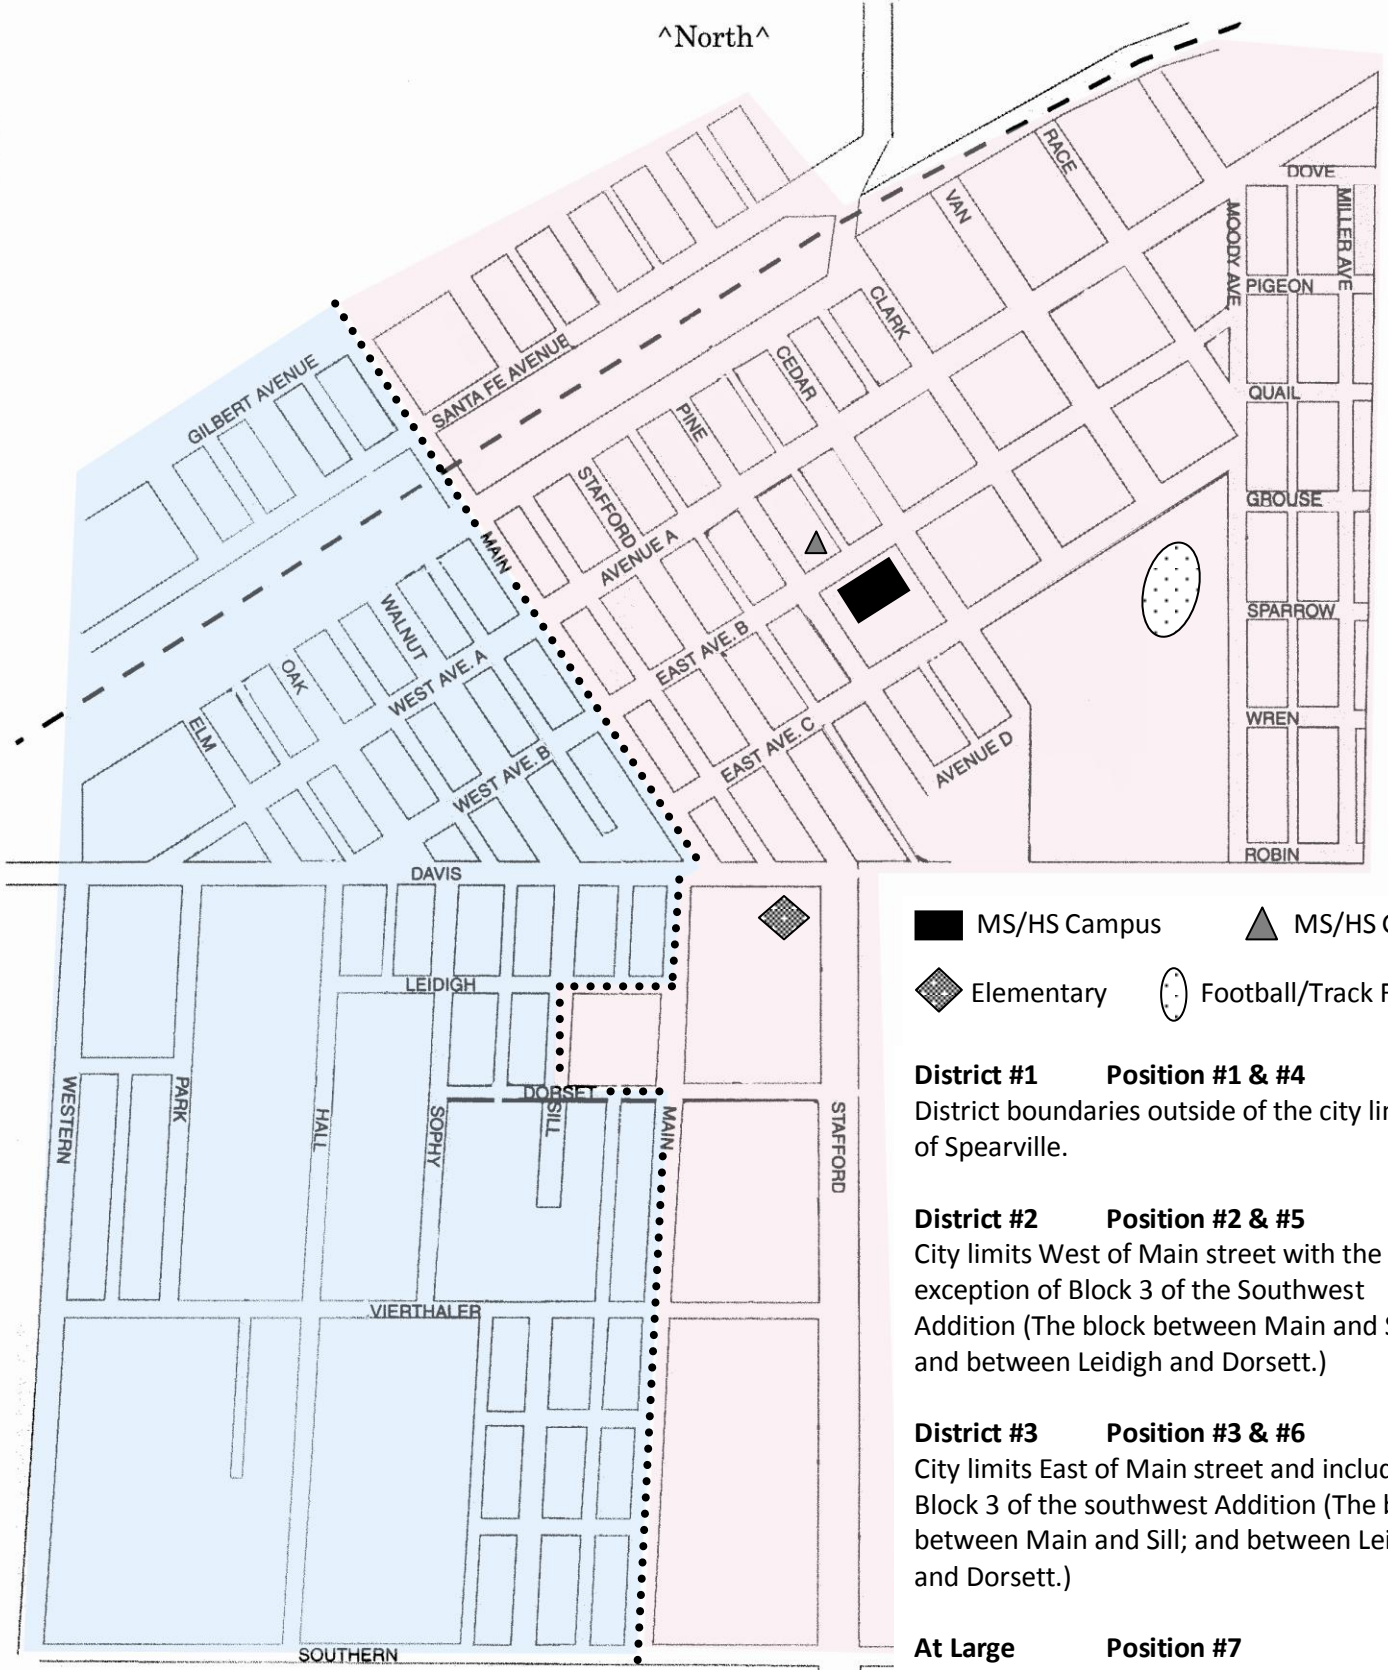 ^North^
RACE
DOVE
VAN
MOODY AVE
MILLER AVE
PIGEON
CLARK
SANTA FE AVENUE
GILBERT AVENUE
CEDAR
QUAIL
PINE
STAFFORD
GROUSE
MAIN
AVENUE A
WALNUT
SPARROW
EAST AVE. B
OAK
WEST AVE. A
ELM
WREN
EAST AVE. C
AVENUE D
WEST AVE. B
ROBIN
DAVIS
MS/HS Campus
MS/HS
LEIDIGH
Elementary
Football/Track
DORSET
WESTERN
PARK
HALL
SOPHY
SILL
MAIN
STAFFORD
VIERTHALER
SOUTHERN
District #1 Position #1 & #4
District boundaries outside of the city
of Spearville.
District #2 Position #2 & #5
City limits West of Main street with the
exception of Block 3 of the Southwest
Addition (The block between Main and
and between Leidigh and Dorsett.)
District #3 Position #3 & #6
City limits East of Main street and
Block 3 of the southwest Addition (The
between Main and Sill; and between
and Dorsett.)
At Large Position #7